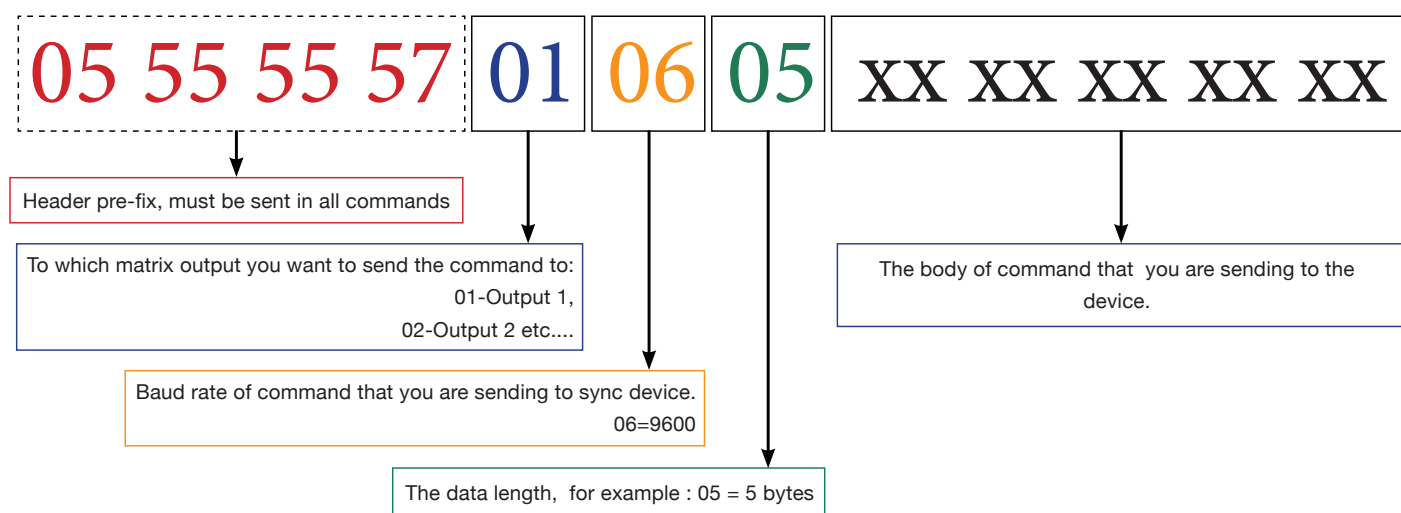 05 55 55 57 01 06 05 xx xx xx xx xx
Header pre-fix, must be sent in all commands
To which matrix output you want to send the command to:
01-Output 1,
02-Output 2 etc....
The body of command that you are sending to the
device.
Baud rate of command that you are sending to sync device.
06=9600
The data length, for example : 05 = 5 bytes